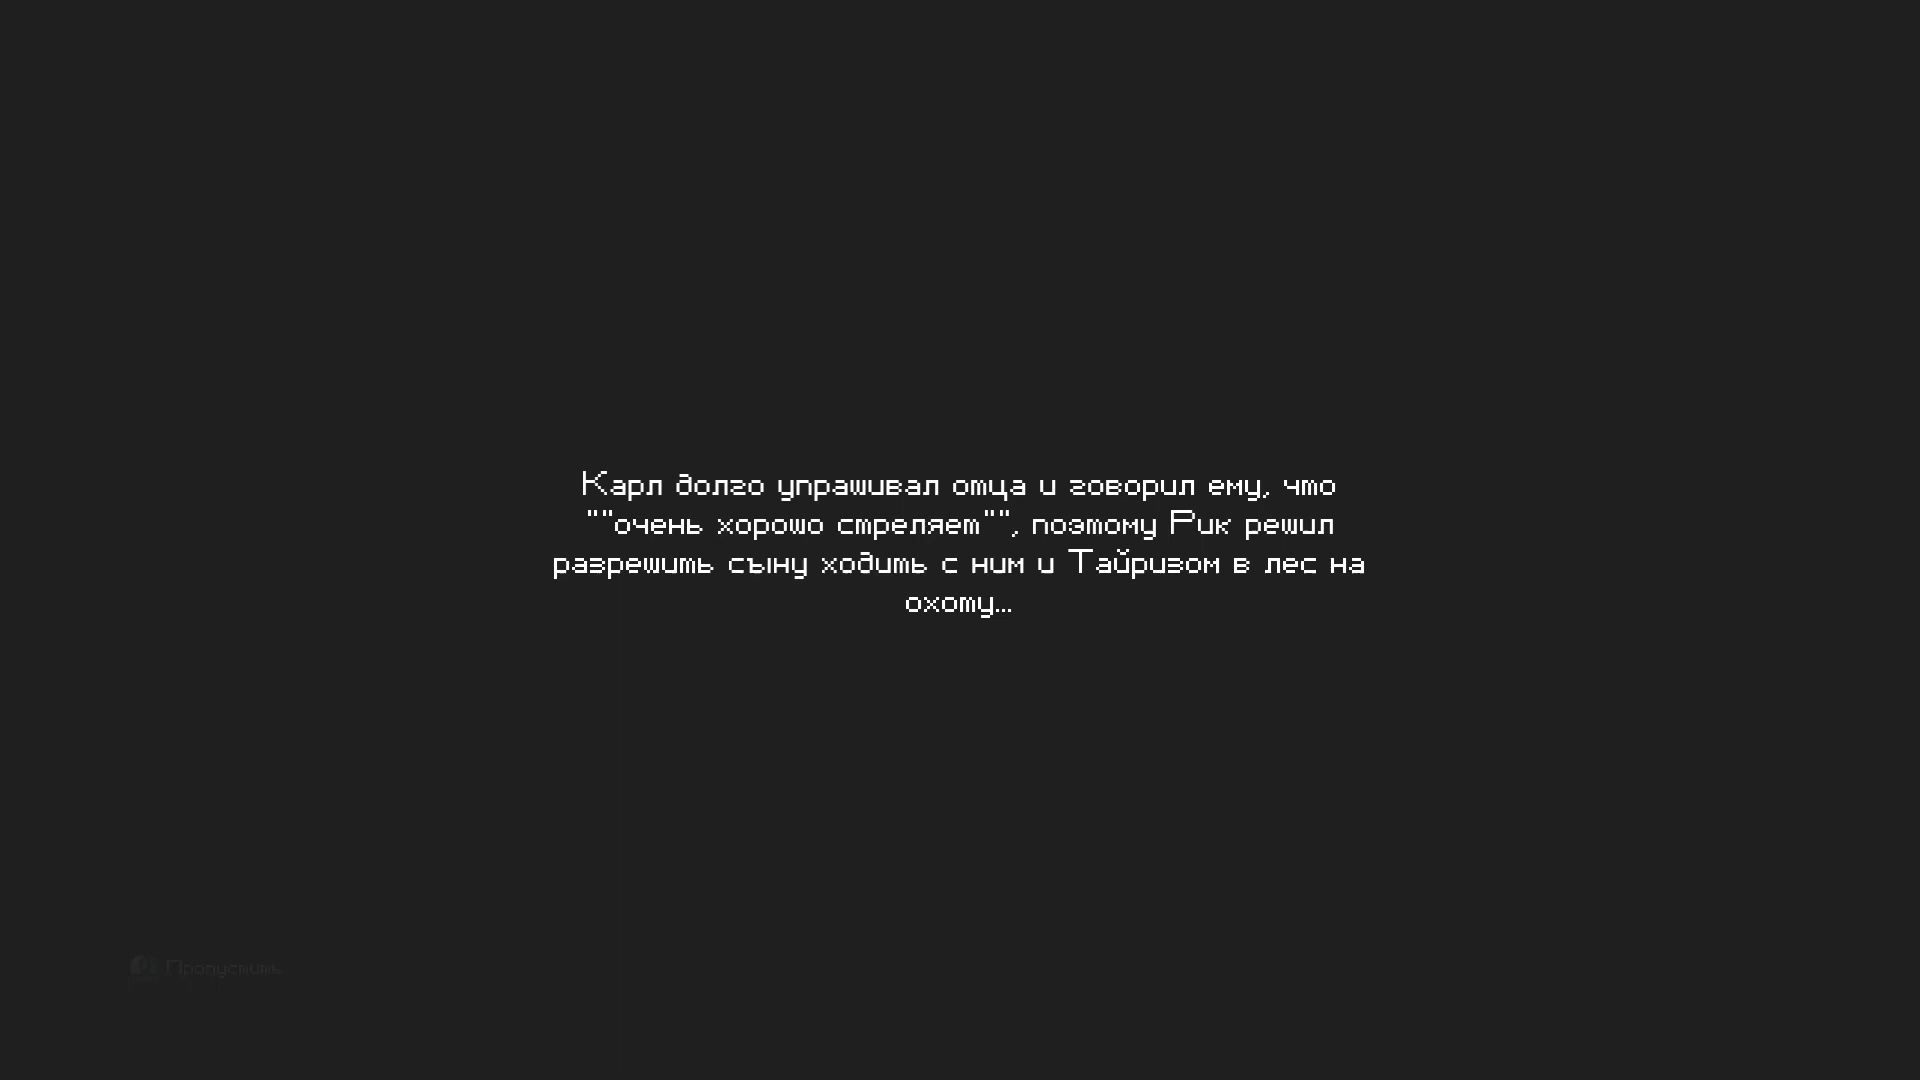 Карл долго упрашивал отца и говорил ему, что
""очень хорошо стреляет"", поэтому Рик решил
разрешить сыну ходить с ним и Тайризом в лес на
охоту...
Пропустить